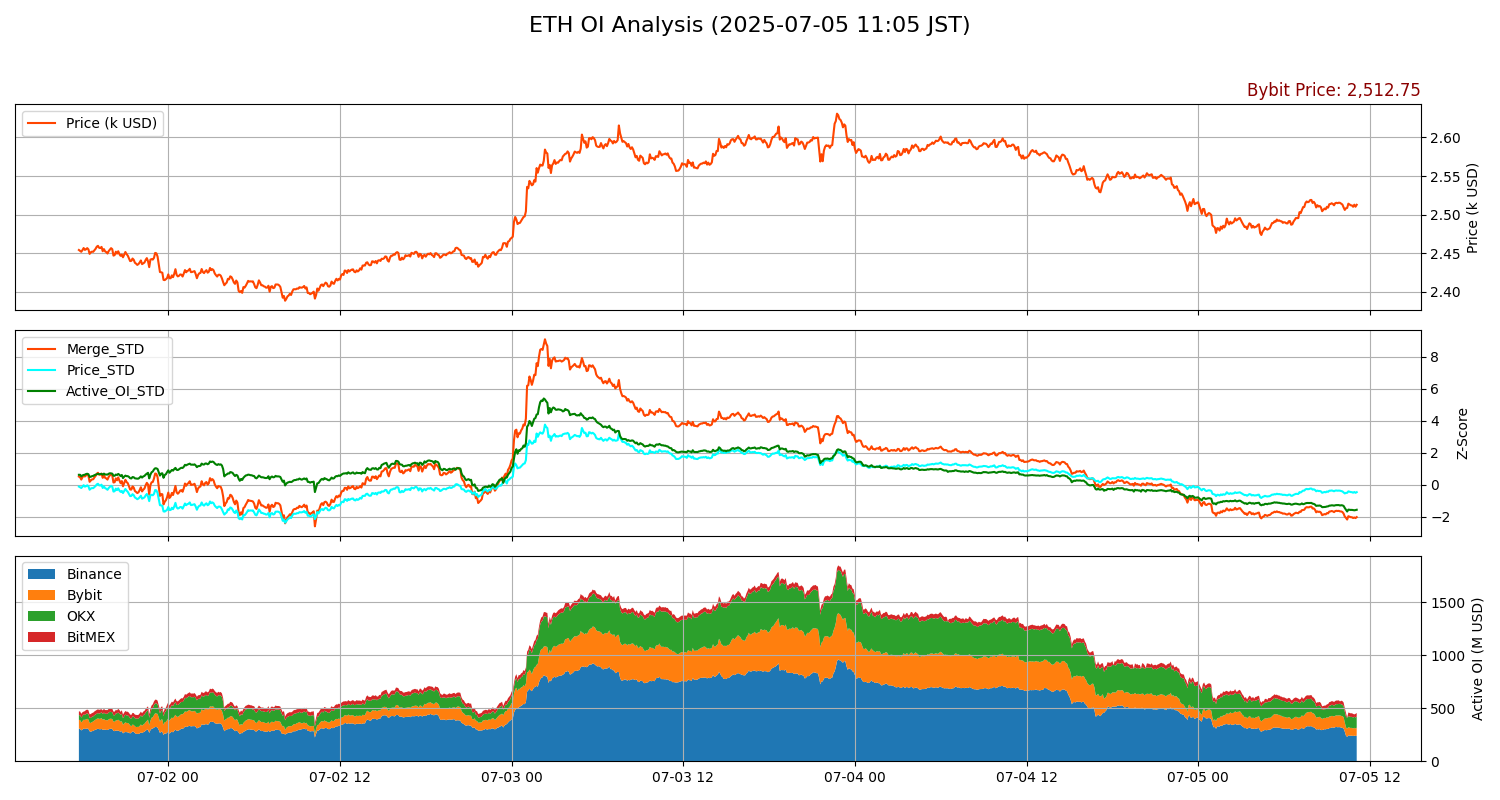 ETH OI Analysis (2025-07-05 11:05 JST)
Bybit Price: 2,512.75
Price (k USD)
2.60
2.55
2.50
2.45
2.40
Price (k USD)
Merge_STD
Price_STD
Active_OI_STD
8
6
4
2
0
−2
Z-Score
Binance
Bybit
OKX
BitMEX
1500
1000
500
0
Active OI (M USD)
07-02 00
07-02 12
07-03 00
07-03 12
07-04 00
07-04 12
07-05 00
07-05 12